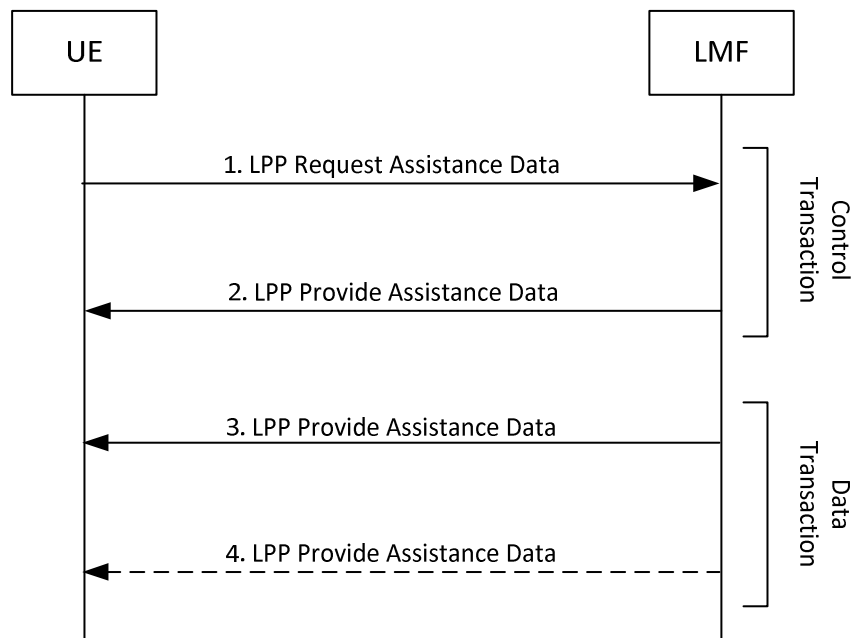 UE
LMF
1. LPP Request Assistance Data
2. LPP Provide Assistance Data
Control
Transaction
3. LPP Provide Assistance Data
4. LPP Provide Assistance Data
Data
Transaction